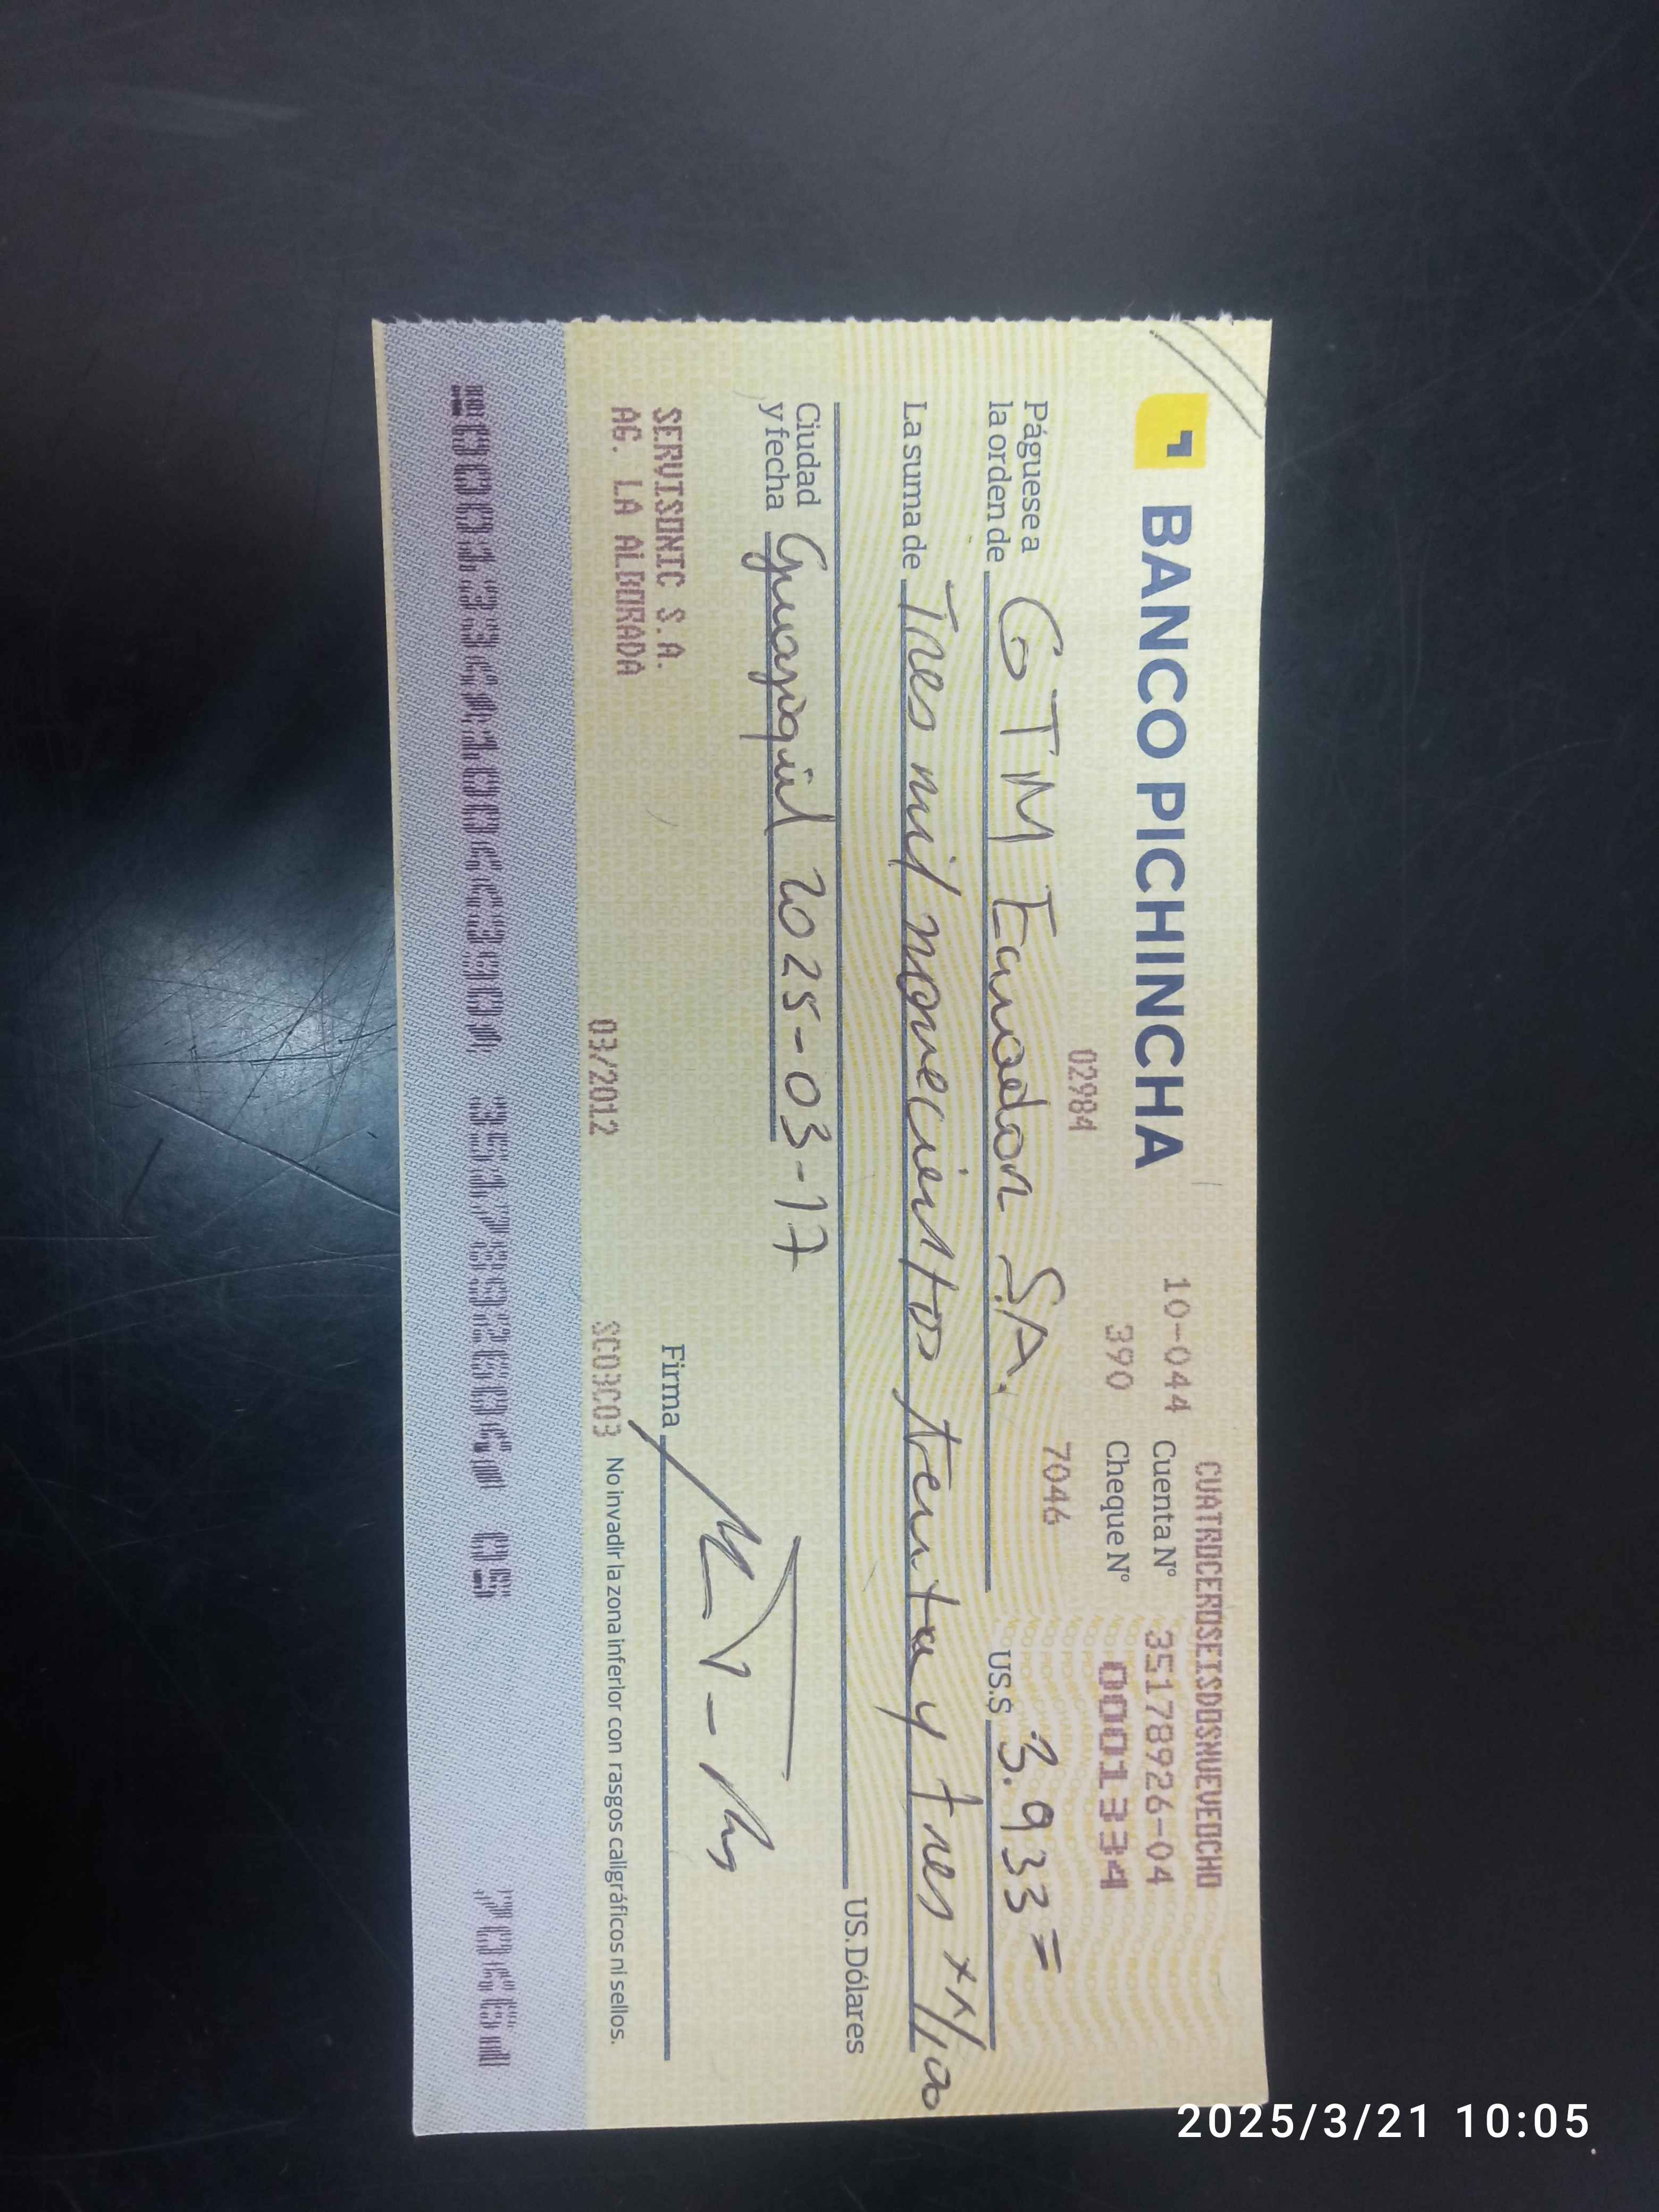 CUATROCEROSEISDOSNUEVEOCHO
BANCO PICHINCHA 10-044 Cuenta N° 35178926-04
390 Cheque N° 0001334
02984 7046
Páguese a
la orden de GTM Ecuador S.A. US.$ 3.933=
La suma de Tres mil novecientos treinta y tres xx/100
US.Dólares
Ciudad
y fecha Guayaquil 2025-03-17
SERVISONIC S.A. Firma
AG. LA ALBORADA
03/2012 SC03C03 No invadir la zona inferior con rasgos caligráficos ni sellos.
2025/3/21 10:05